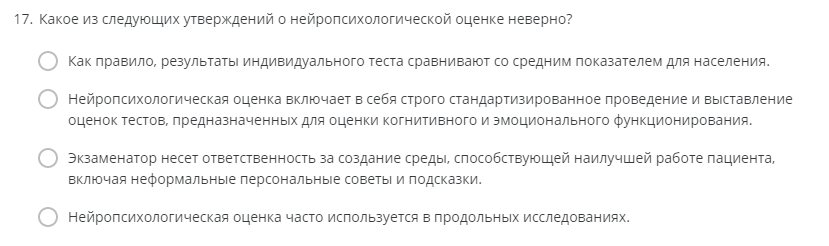 17. Какое из следующих утверждений о нейропсихологической оценке неверно?
Как правило, результаты индивидуального теста сравнивают со средним показателем для населения.
Нейропсихологическая оценка включает в себя строго стандартизированное проведение и выставление
оценок тестов, предназначенных для оценки когнитивного и эмоционального функционирования.
Экзаменатор несет ответственность за создание среды, способствующей наилучшей работе пациента,
включая неформальные персональные советы и подсказки.
Нейропсихологическая оценка часто используется в продольных исследованиях.